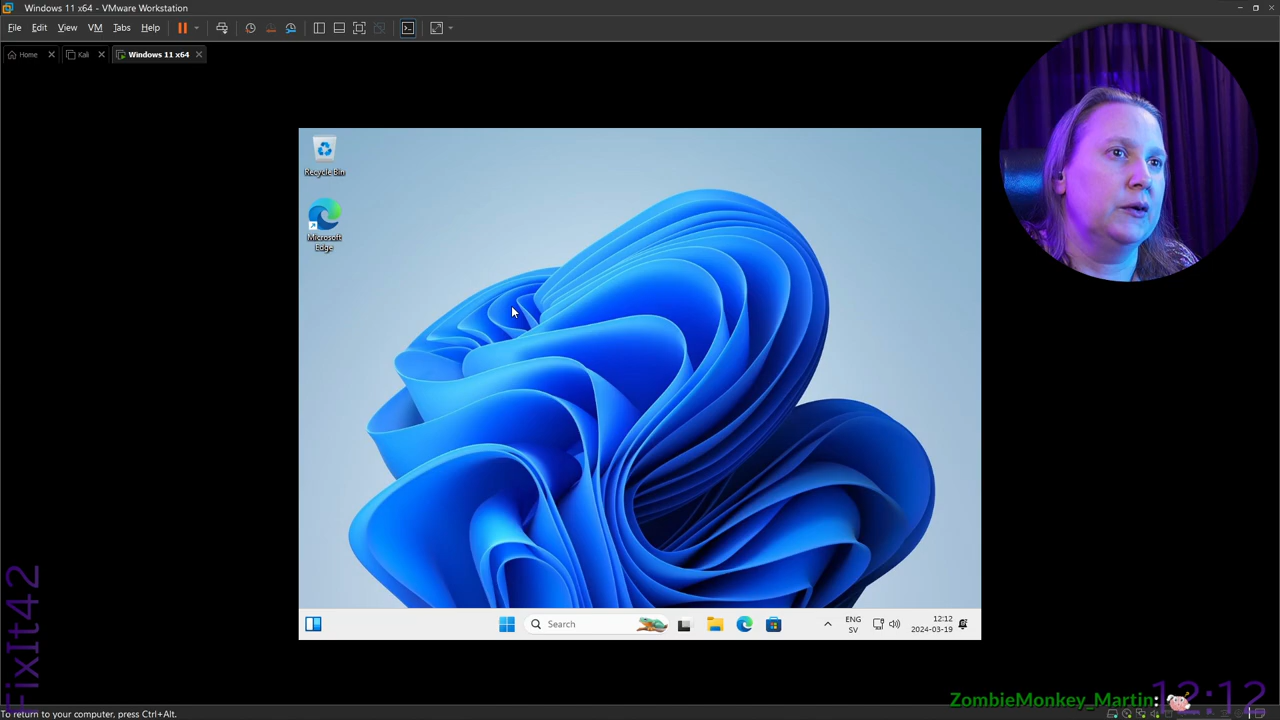 Windows 11 x64 - VMware Workstation
File Edit View VM Tabs Help
Home Kali Windows 11 x64
Recycle Bin
Microsoft
Edge
Search
ENG
SV
12:12
2024-03-19
FixIt42
ZombieMonkey_Martin:
12:12
To return to your computer, press Ctrl+Alt.